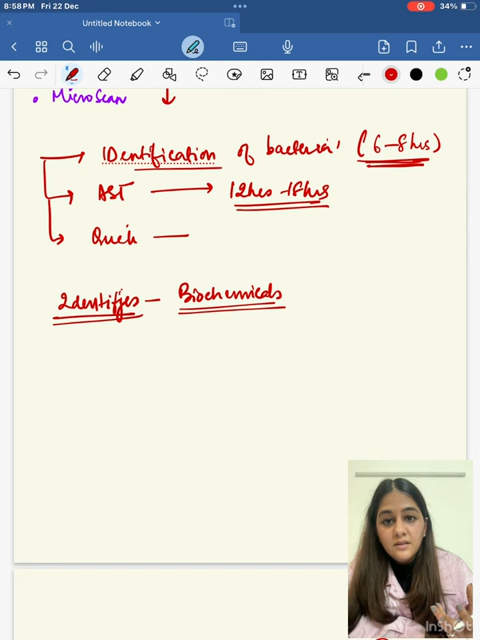 8:58 PM Fri 22 Dec 34%
Untitled Notebook
MicroScan
IDentification of bacteria (6-8hrs)
AST 12hrs-18hrs
Quick
Identifies - Biochemicals
InShOt